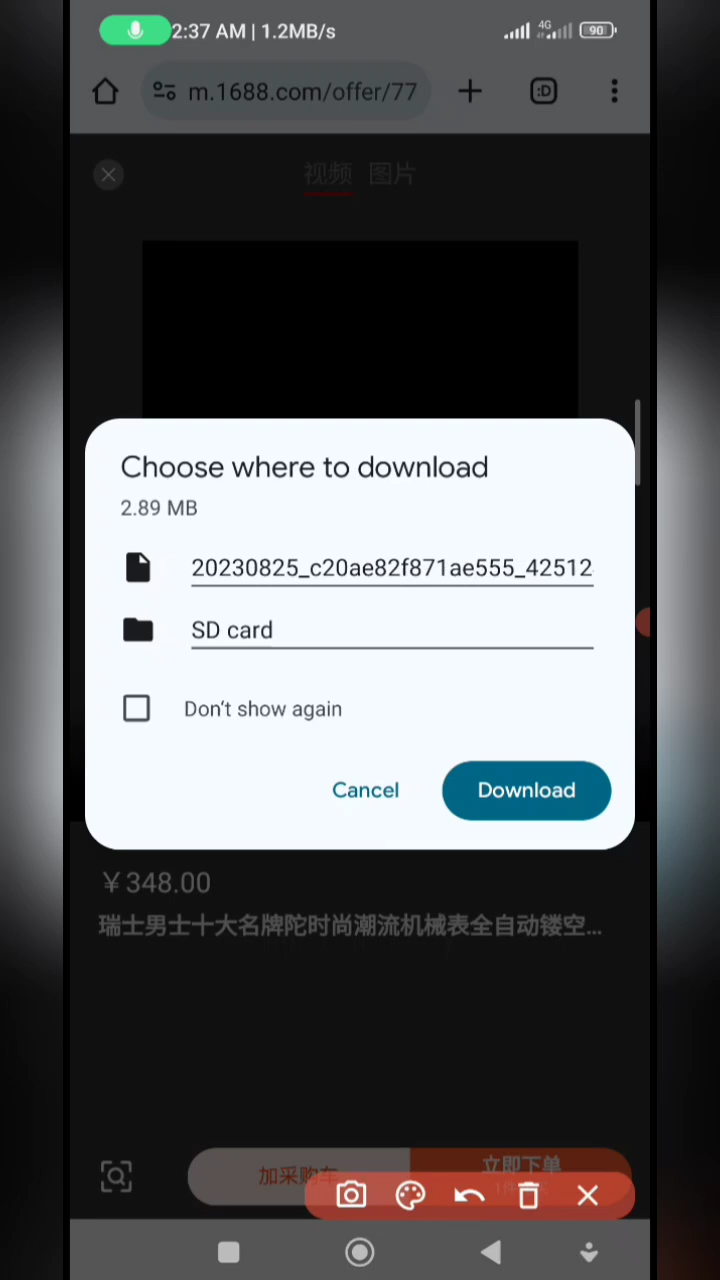 2:37 AM | 1.2MB/s
4G
90
m.1688.com/offer/77
:D
视频 图片
Choose where to download
2.89 MB
20230825_c20ae82f871ae555_42512
SD card
Don't show again
Cancel
Download
¥348.00
瑞士男士十大名牌陀时尚潮流机械表全自动镂空...
加采购车
立即下单